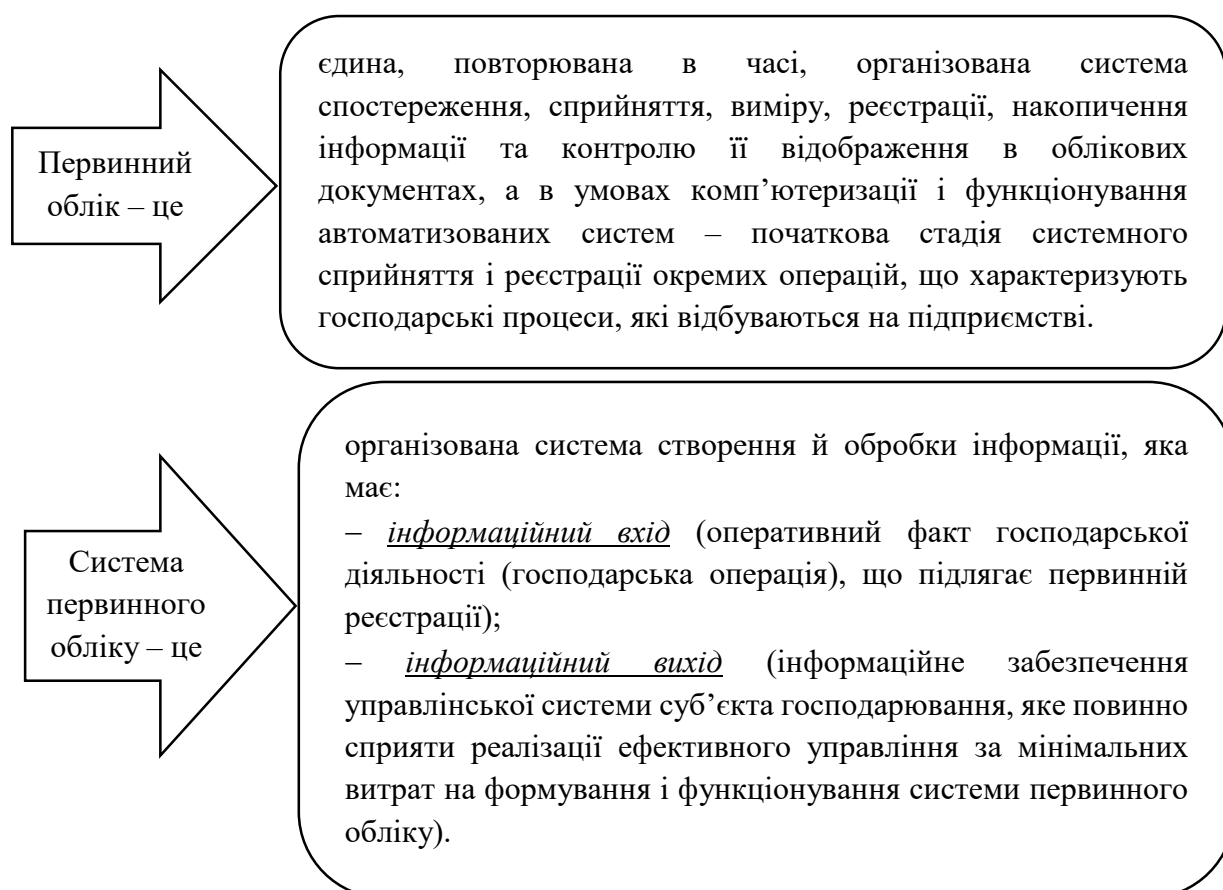 Первинний
облік – це
єдина, повторювана в часі, організована система
спостереження, сприйняття, виміру, реєстрації, накопичення
інформації та контролю її відображення в облікових
документах, а в умовах комп’ютеризації і функціонування
автоматизованих систем – початкова стадія системного
сприйняття і реєстрації окремих операцій, що характеризують
господарські процеси, які відбуваються на підприємстві.
Система
первинного
обліку – це
організована система створення й обробки інформації, яка
має:
– інформаційний вхід (оперативний факт господарської
діяльності (господарська операція), що підлягає первинній
реєстрації);
– інформаційний вихід (інформаційне забезпечення
управлінської системи суб’єкта господарювання, яке повинно
сприяти реалізації ефективного управління за мінімальних
витрат на формування і функціонування системи первинного
обліку).